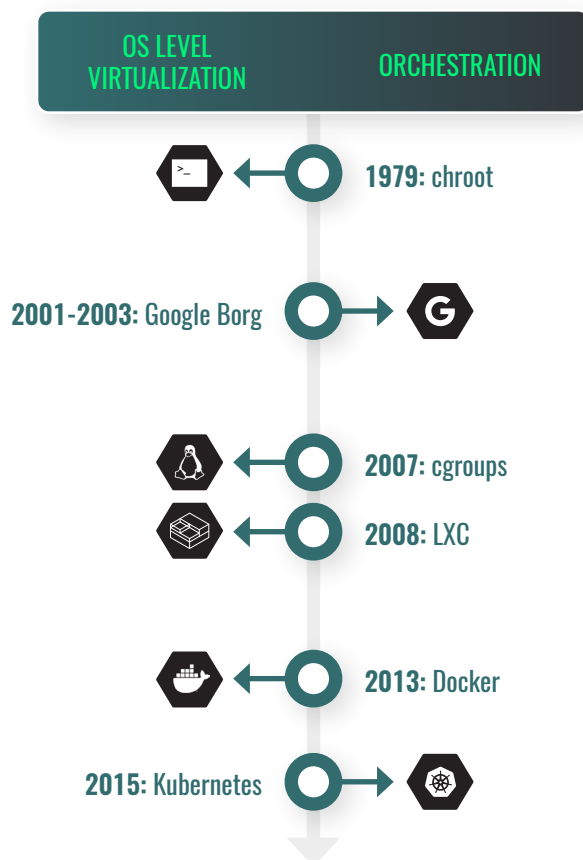 OS LEVEL
VIRTUALIZATION
ORCHESTRATION
>_
1979: chroot
2001-2003: Google Borg
G
2007: cgroups
2008: LXC
2013: Docker
2015: Kubernetes